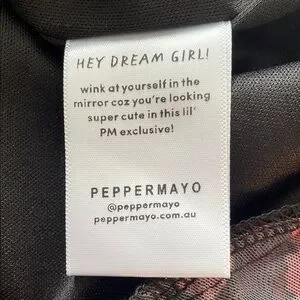 HEY DREAM GIRL!
wink at yourself in the
mirror coz you're looking
super cute in this lil'
PM exclusive!
PEPPERMAYO
@peppermayo
peppermayo.com.au